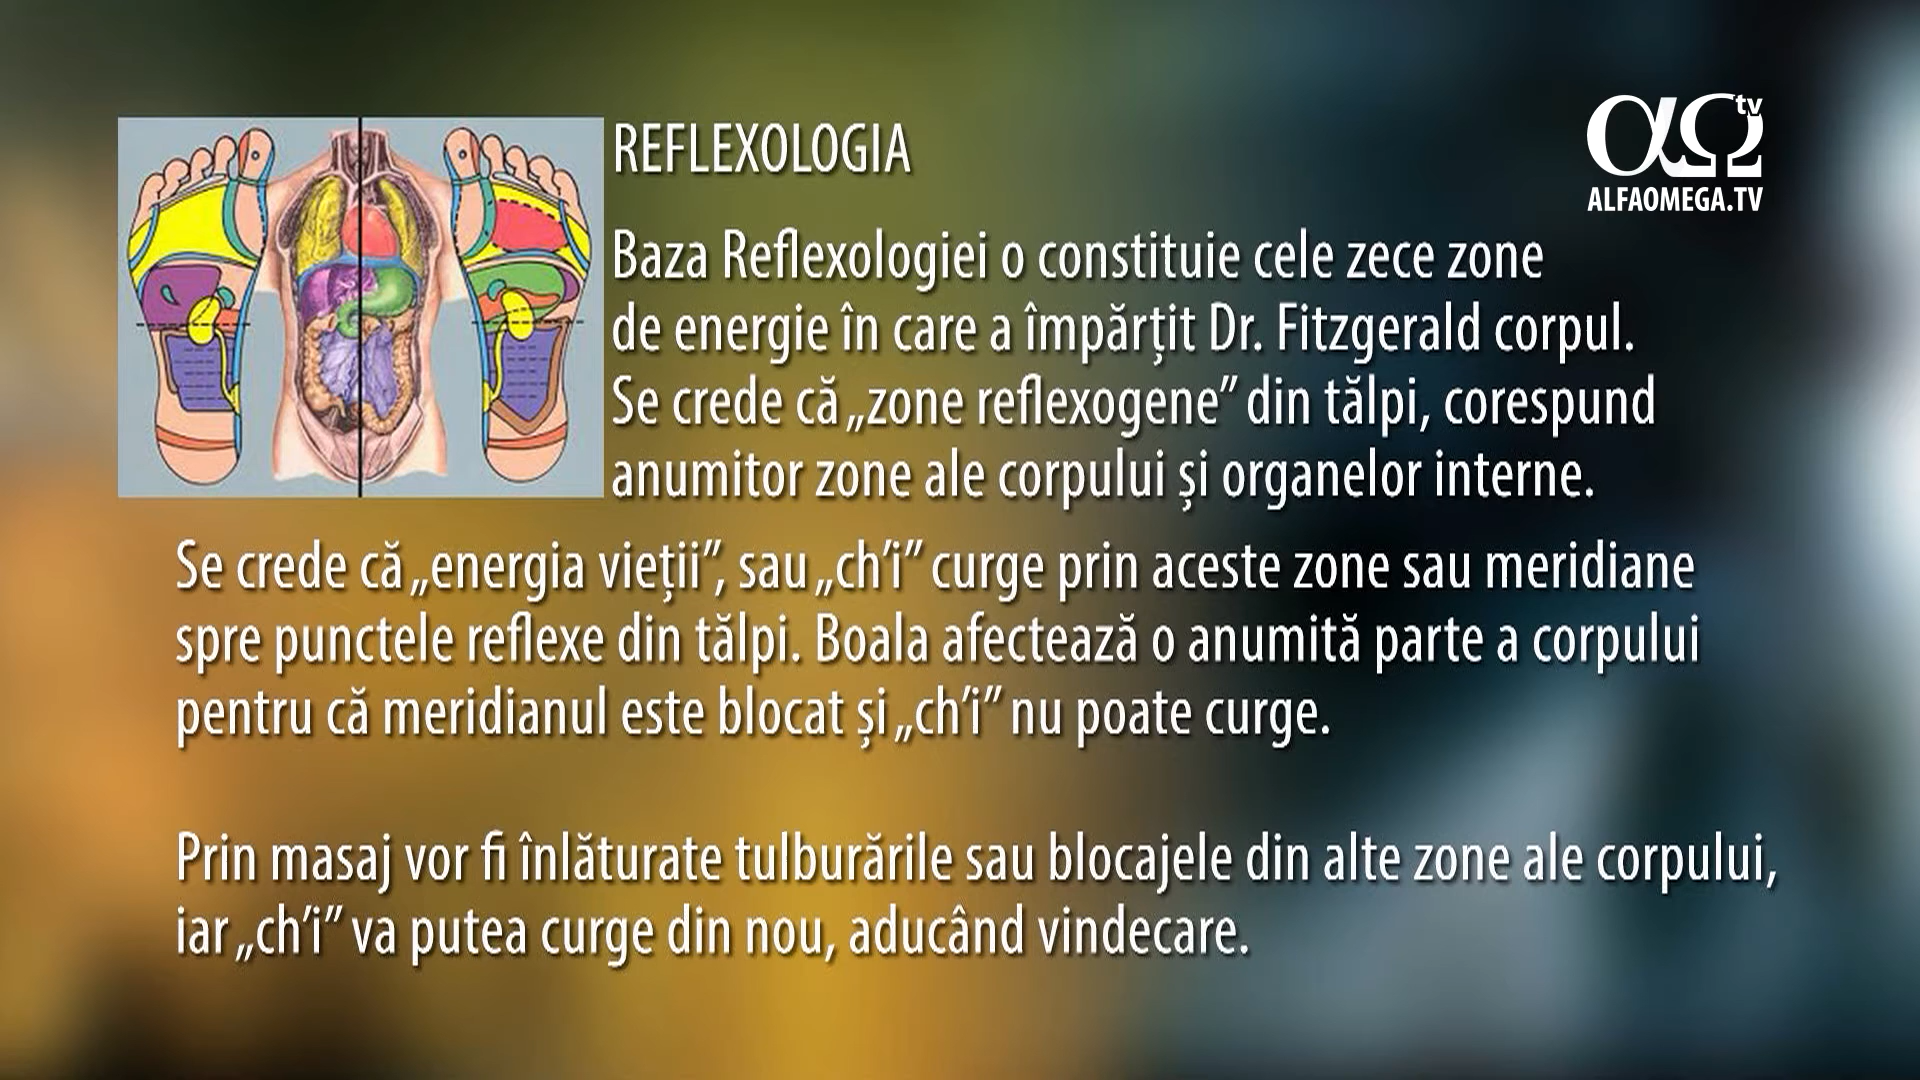 REFLEXOLOGIA
αΩtv
ALFAOMEGA.TV
Baza Reflexologiei o constituie cele zece zone
de energie în care a împărțit Dr. Fitzgerald corpul.
Se crede că „zone reflexogene” din tălpi, corespund
anumitor zone ale corpului și organelor interne.
Se crede că „energia vieții”, sau „ch’i” curge prin aceste zone sau meridiane
spre punctele reflexe din tălpi. Boala afectează o anumită parte a corpului
pentru că meridianul este blocat și „ch’i” nu poate curge.
Prin masaj vor fi înlăturate tulburările sau blocajele din alte zone ale corpului,
iar „ch’i” va putea curge din nou, aducând vindecare.